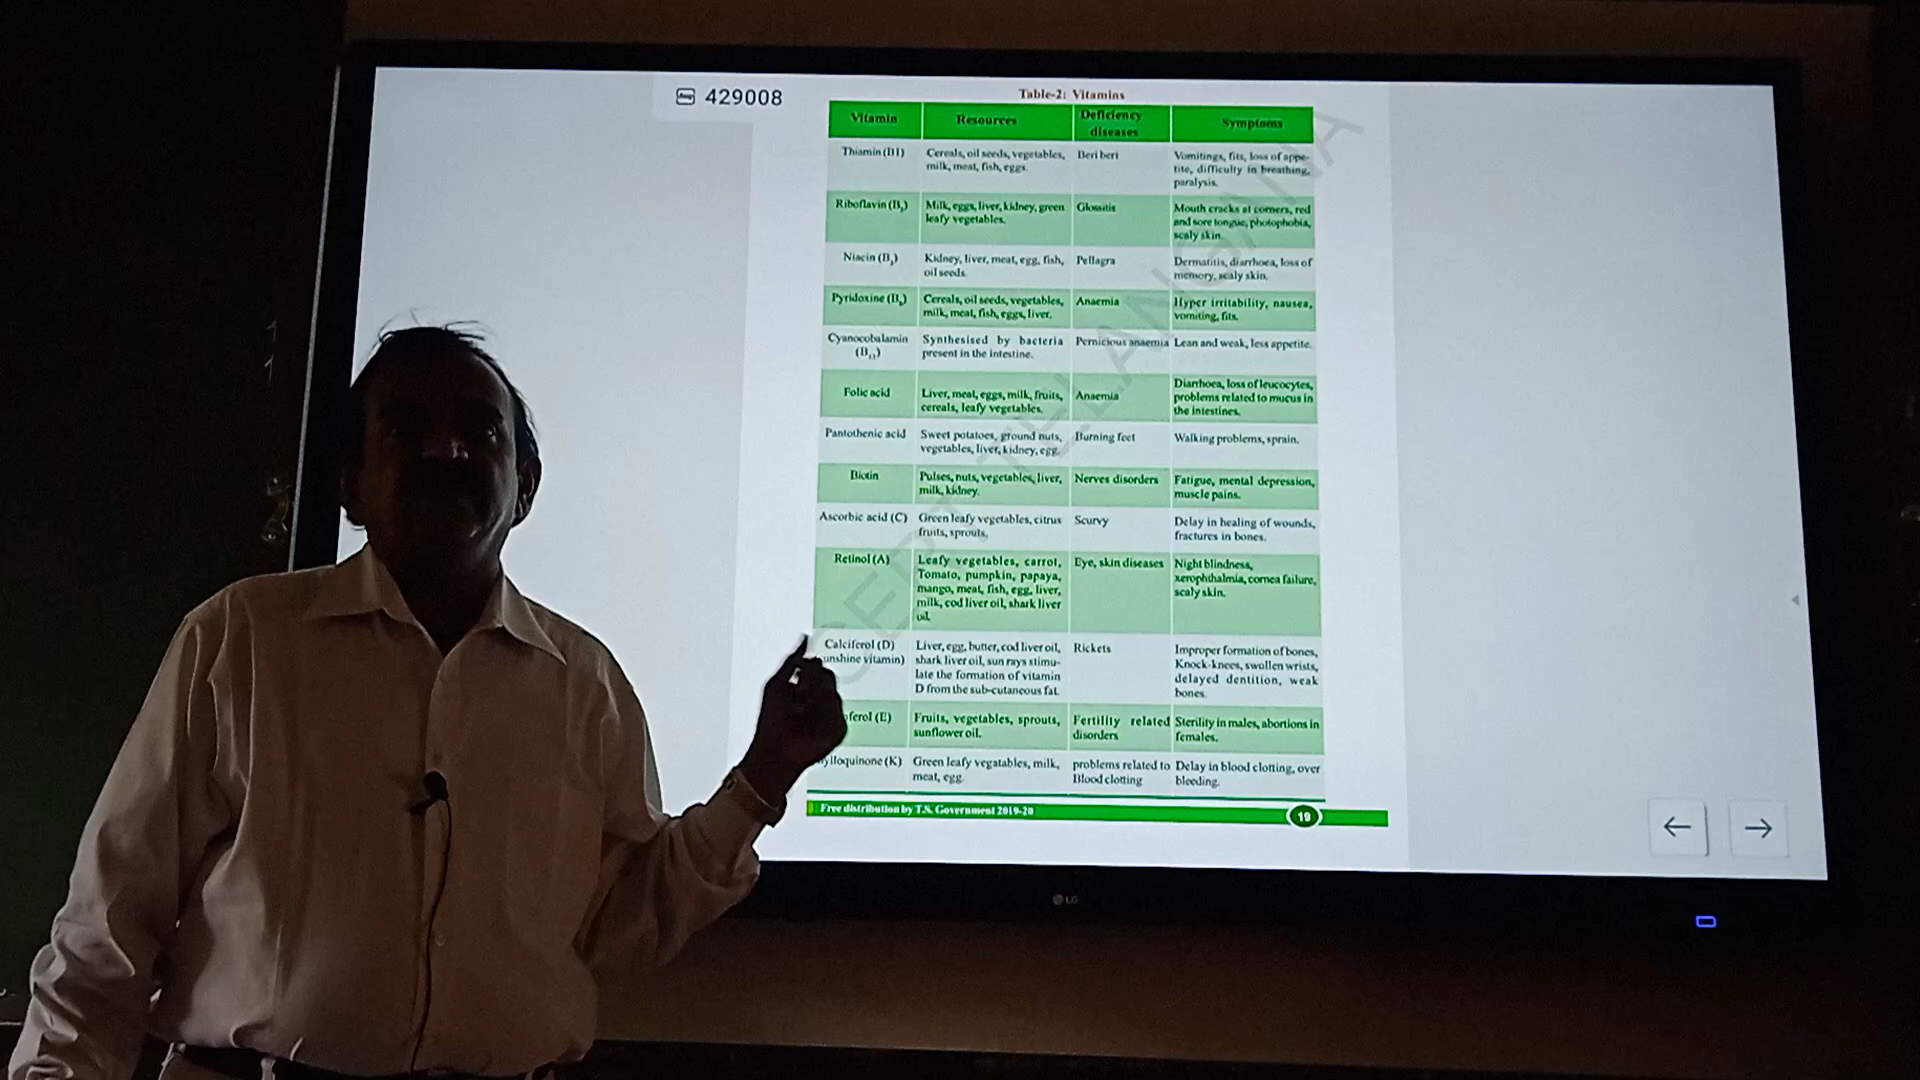 429008
Table-2: Vitamins
Vitamin Resources Deficiency diseases Symptoms
Thiamin (B1) Cereals, oil seeds, vegetables, Beri beri Vomitings, fits, loss of appe-
milk, meat, fish, eggs. tite, difficulty in breathing,
paralysis.
Riboflavin (B2) Milk, eggs, liver, kidney, green Glossitis Mouth cracks at corners, red
leafy vegetables. and sore tongue, photophobia,
scaly skin.
Niacin (B3) Kidney, liver, meat, egg, fish, Pellagra Dermatitis, diarrhoea, loss of
oil seeds. memory, scaly skin.
Pyridoxine (B6) Cereals, oil seeds, vegetables, Anaemia Hyper irritability, nausea,
milk, meat, fish, eggs, liver. vomiting, fits.
Cyanocobalamin Synthesised by bacteria Pernicious anaemia Lean and weak, less appetite.
(B12) present in the intestine.
Folic acid Liver, meat, eggs, milk, fruits, Anaemia Diarrhoea, loss of leucocytes,
cereals, leafy vegetables. problems related to mucus in
the intestines.
Pantothenic acid Sweet potatoes, ground nuts, Burning feet Walking problems, sprain.
vegetables, liver, kidney, egg.
Biotin Pulses, nuts, vegetables, liver, Nerves disorders Fatigue, mental depression,
milk, kidney. muscle pains.
Ascorbic acid (C) Green leafy vegetables, citrus Scurvy Delay in healing of wounds,
fruits, sprouts. fractures in bones.
Retinol (A) Leafy vegetables, carrot, Eye, skin diseases Night blindness,
Tomato, pumpkin, papaya, xerophthalmia, cornea failure,
mango, meat, fish, egg, liver, scaly skin.
milk, cod liver oil, shark liver
oil.
Calciferol (D) Liver, egg, butter, cod liver oil, Rickets Improper formation of bones,
unshine vitamin) shark liver oil, sun rays stimu- Knock-knees, swollen wrists,
late the formation of vitamin delayed dentition, weak
D from the sub-cutaneous fat. bones.
oferol (E) Fruits, vegetables, sprouts, Fertility related Sterility in males, abortions in
sunflower oil. disorders females.
ylloquinone (K) Green leafy vegatables, milk, problems related to Delay in blood clotting, over
meat, egg. Blood clotting bleeding.
Free distribution by T.S. Government 2019-20 19
LG